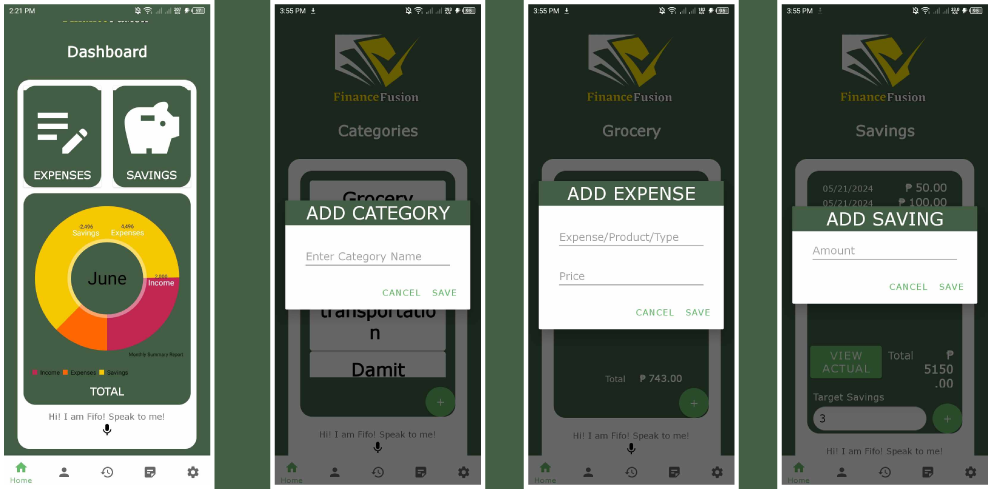 2:21 PM
FinanceFusion
Dashboard
EXPENSES
SAVINGS
-2,496
Savings
4,496
Expenses
June
2,000
Income
Monthly Summary Report
Income
Expenses
Savings
TOTAL
Hi! I am Fifo! Speak to me!
Home
3:55 PM
FinanceFusion
Categories
Grocery
ADD CATEGORY
Enter Category Name
CANCEL SAVE
transportatio
n
Damit
+
Hi! I am Fifo! Speak to me!
Home
3:55 PM
FinanceFusion
Grocery
ADD EXPENSE
Expense/Product/Type
Price
CANCEL SAVE
Total ₱ 743.00
+
Hi! I am Fifo! Speak to me!
Home
3:55 PM
FinanceFusion
Savings
05/21/2024 ₱ 50.00
05/21/2024 ₱ 100.00
ADD SAVING
Amount
CANCEL SAVE
VIEW
ACTUAL
Total
₱
5150
.00
Target Savings
3
+
Hi! I am Fifo! Speak to me!
Home